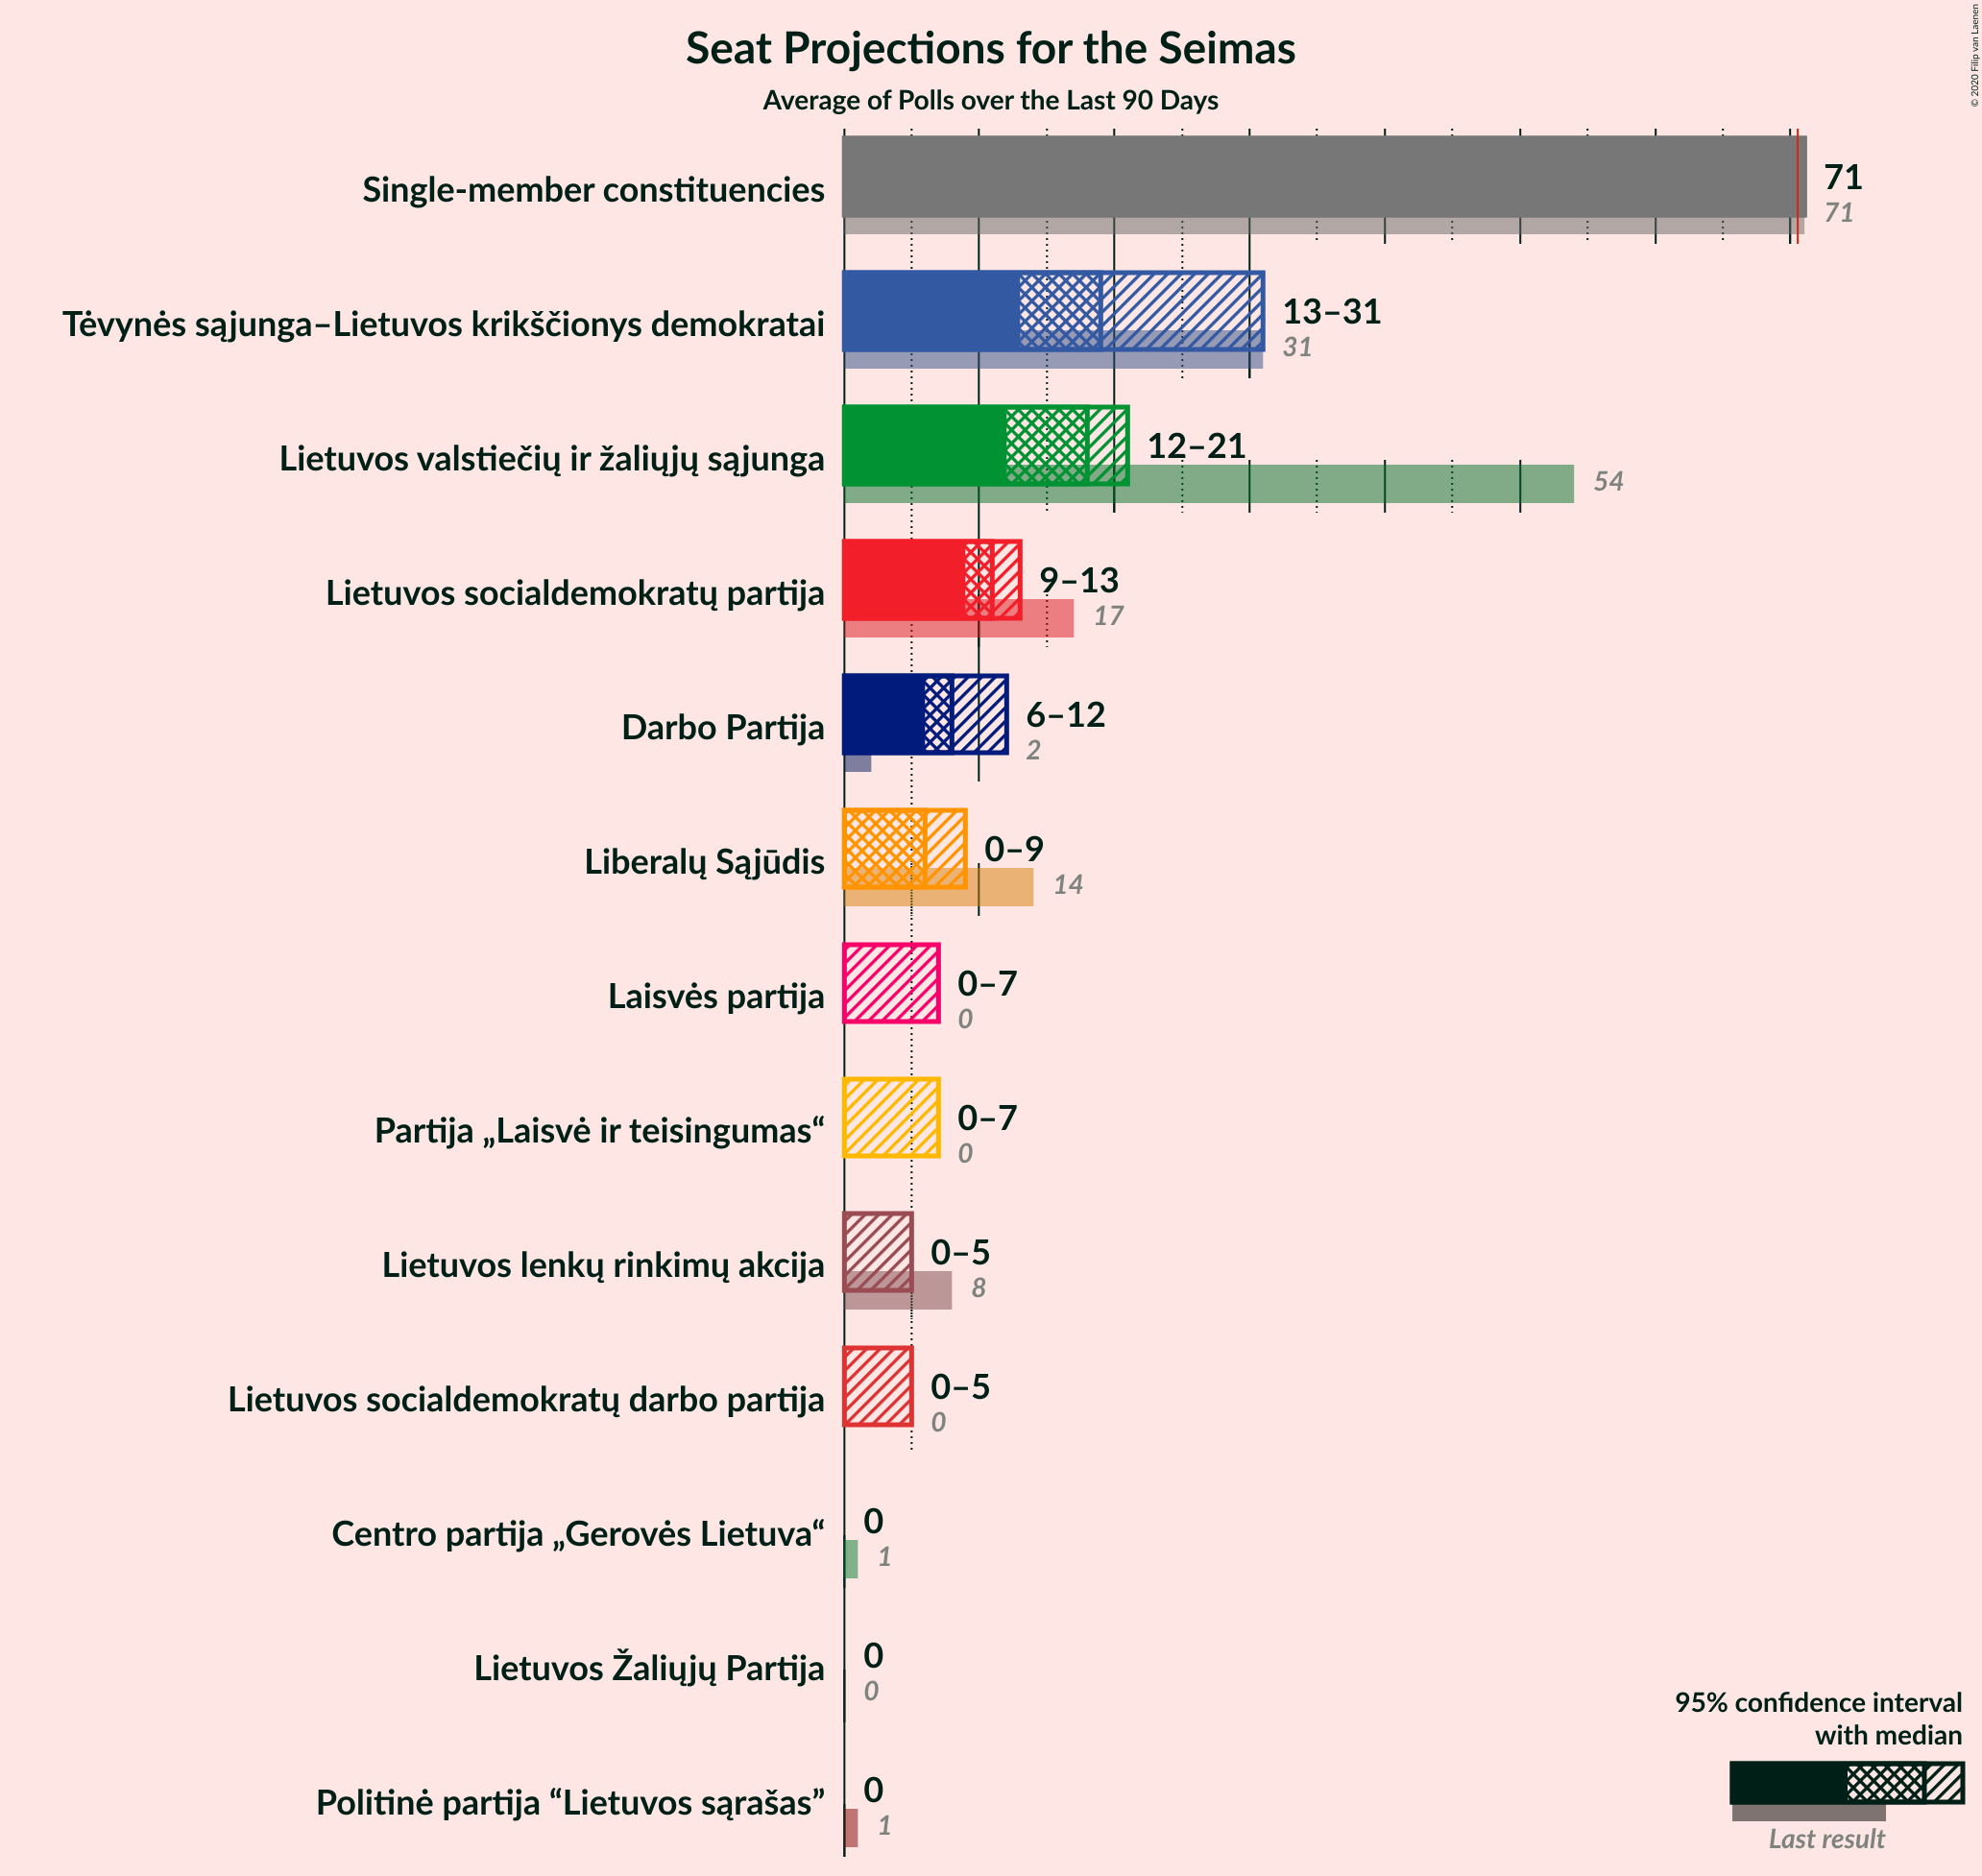 Seat Projections for the Seimas
Average of Polls over the Last 90 Days
© 2020 Filip van Laenen
Single-member constituencies
71
71
Tėvynės sąjunga–Lietuvos krikščionys demokratai
13–31
31
Lietuvos valstiečių ir žaliųjų sąjunga
12–21
54
Lietuvos socialdemokratų partija
9–13
17
Darbo Partija
6–12
2
Liberalų Sąjūdis
0–9
14
Laisvės partija
0–7
0
Partija „Laisvė ir teisingumas“
0–7
0
Lietuvos lenkų rinkimų akcija
0–5
8
Lietuvos socialdemokratų darbo partija
0–5
0
Centro partija „Gerovės Lietuva“
0
1
Lietuvos Žaliųjų Partija
0
0
Politinė partija “Lietuvos sąrašas”
0
1
95% confidence interval
with median
Last result